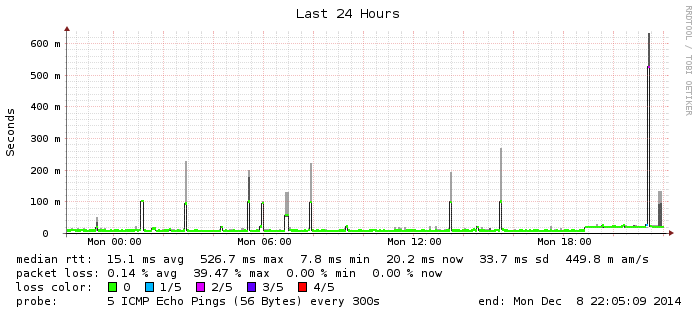 Last 24 Hours
RRDTOOL / TOBI OETIKER
Seconds
600 m
500 m
400 m
300 m
200 m
100 m
0
Mon 00:00 Mon 06:00 Mon 12:00 Mon 18:00
median rtt: 15.1 ms avg 526.7 ms max 7.8 ms min 20.2 ms now 33.7 ms sd 449.8 m am/s
packet loss: 0.14 % avg 39.47 % max 0.00 % min 0.00 % now
loss color: 0 1/5 2/5 3/5 4/5
probe: 5 ICMP Echo Pings (56 Bytes) every 300s end: Mon Dec 8 22:05:09 2014